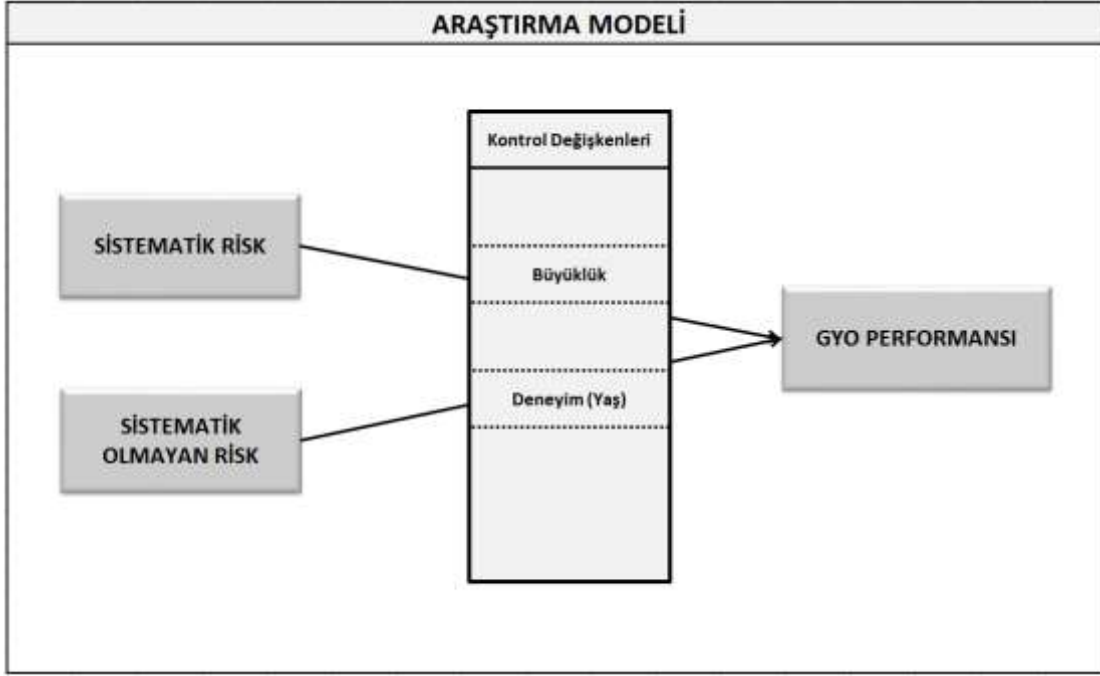 ARAŞTIRMA MODELİ
Kontrol Değişkenleri
SİSTEMATİK RİSK
Büyüklük
GYO PERFORMANSI
Deneyim (Yaş)
SİSTEMATİK
OLMAYAN RİSK